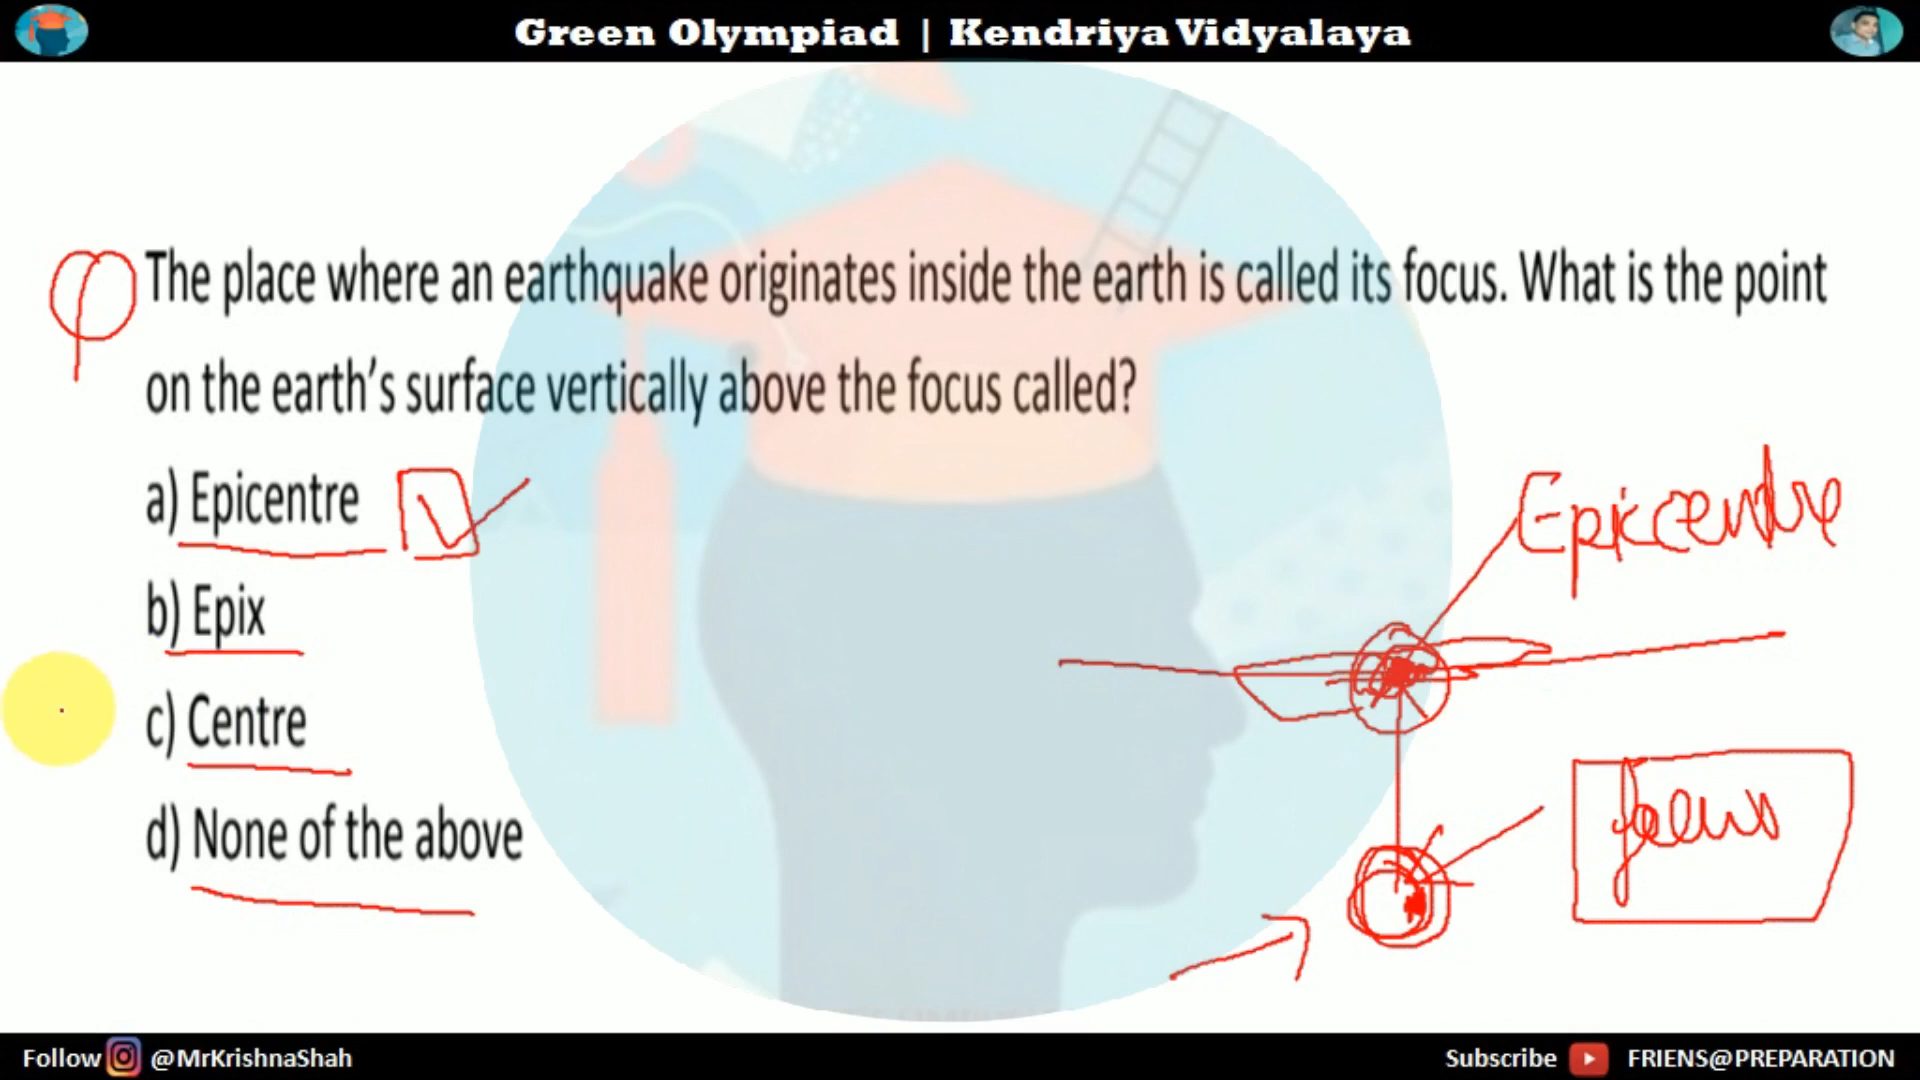 Green Olympiad | Kendriya Vidyalaya
The place where an earthquake originates inside the earth is called its focus. What is the point
on the earth's surface vertically above the focus called?
a) Epicentre
b) Epix
c) Centre
d) None of the above
Epiccentre
focus
Follow @MrKrishnaShah
Subscribe FRIENS@PREPARATION